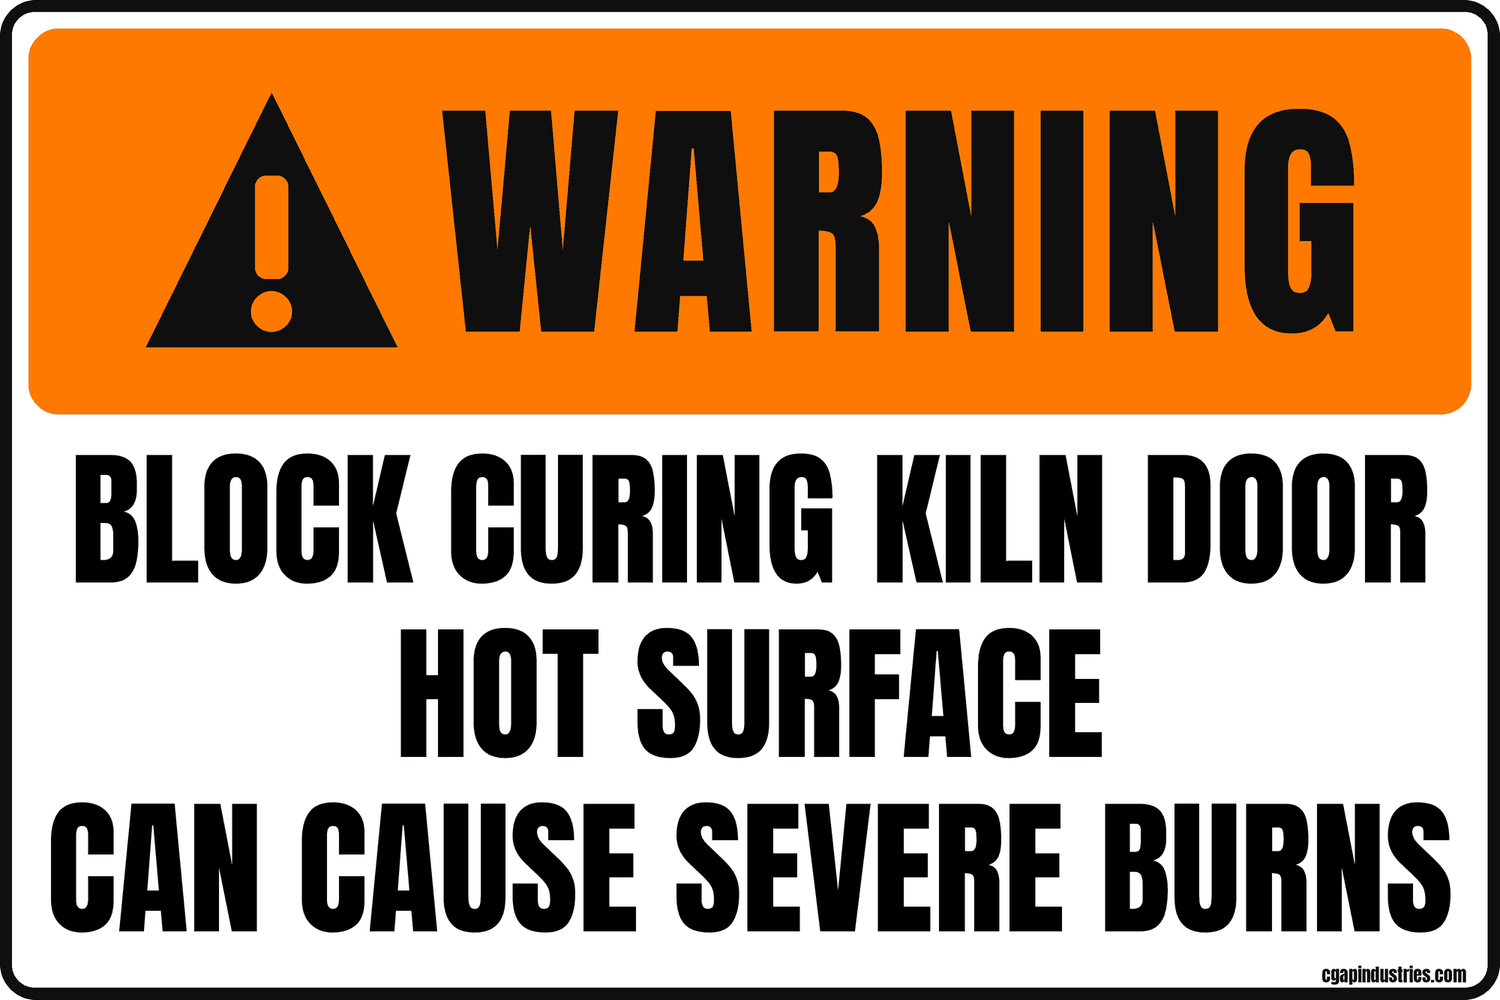 WARNING
BLOCK CURING KILN DOOR
HOT SURFACE
CAN CAUSE SEVERE BURNS
cgapindustries.com